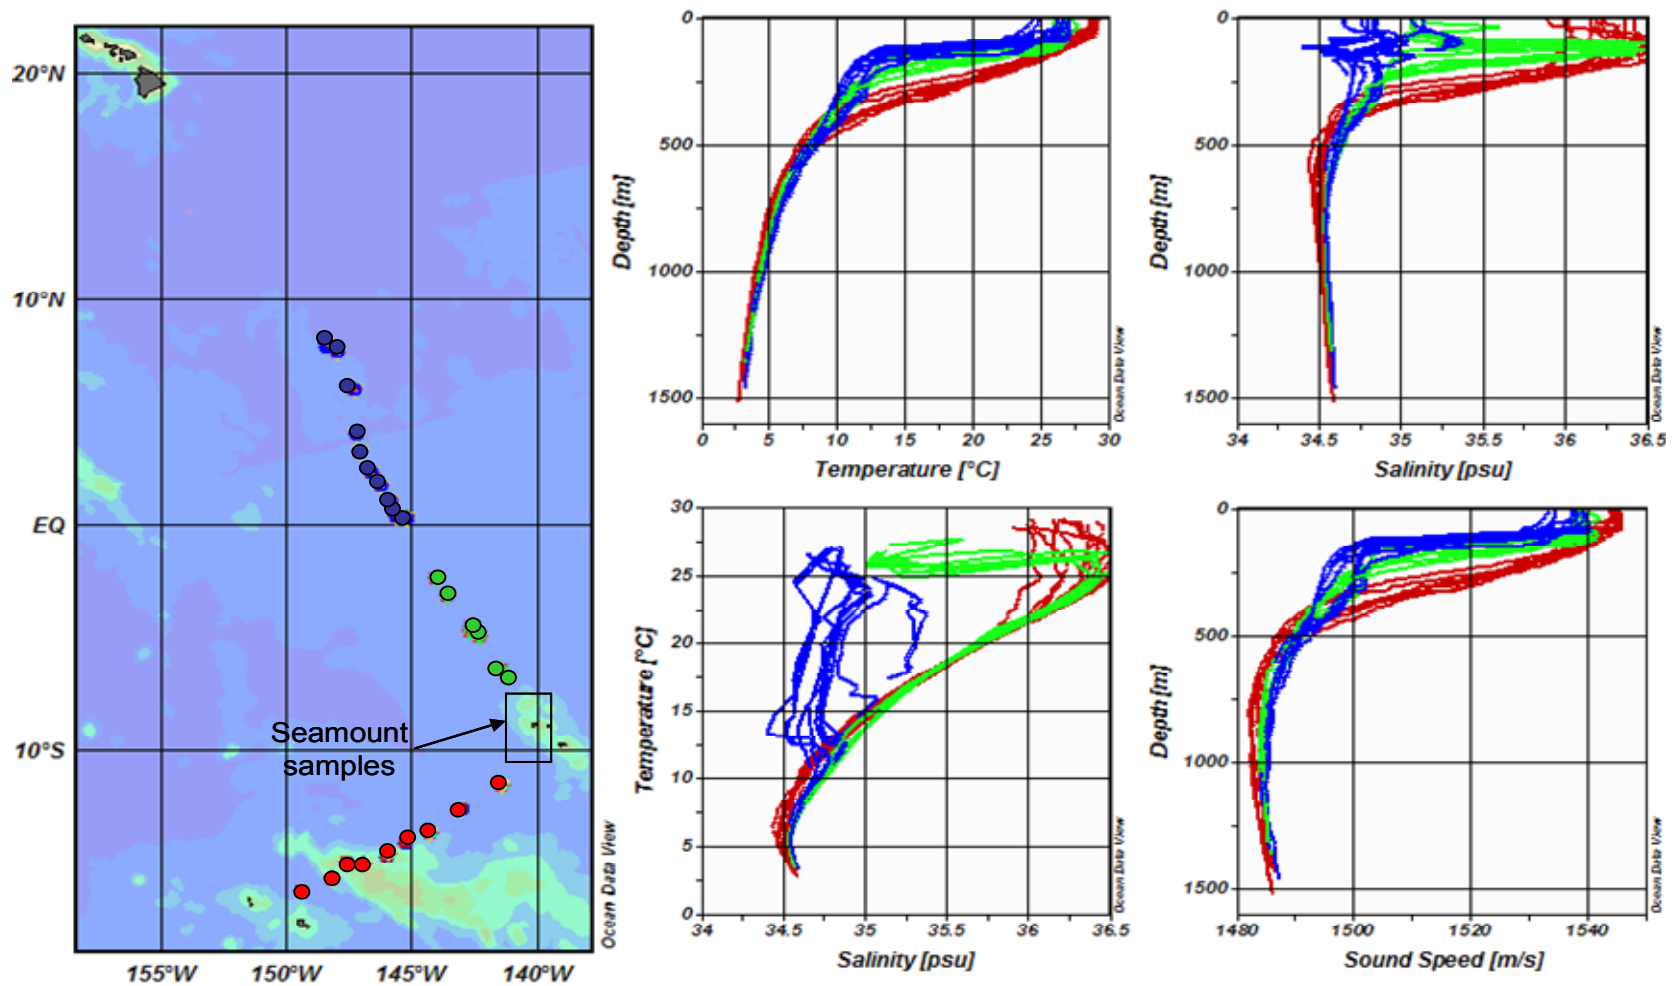 20°N
10°N
EQ
10°S
155°W
150°W
145°W
140°W
Seamount
samples
Ocean Data View
0
500
1000
1500
Depth [m]
0
5
10
15
20
25
30
Temperature [°C]
Ocean Data View
0
500
1000
1500
Depth [m]
34
34.5
35
35.5
36
36.5
Salinity [psu]
Ocean Data View
30
25
20
15
10
5
0
Temperature [°C]
34
34.5
35
35.5
36
36.5
Salinity [psu]
Ocean Data View
0
500
1000
1500
Depth [m]
1480
1500
1520
1540
Sound Speed [m/s]
Ocean Data View